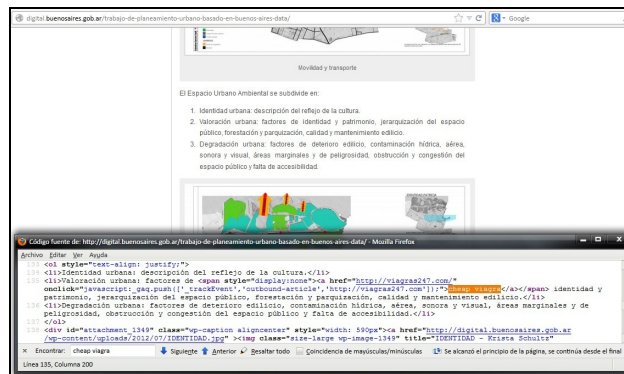 digital.buenosaires.gob.ar/trabajo-de-planeamiento-urbano-basado-en-buenos-aires-data/
Google
Movilidad y transporte
El Espacio Urbano Ambiental se subdivide en:
1. Identidad urbana: descripción del reflejo de la cultura.
2. Valoración urbana: factores de identidad y patrimonio, jerarquización del espacio
público, forestación y parquización, calidad y mantenimiento edilicio.
3. Degradación urbana: factores de deterioro edilicio, contaminación hídrica, aérea,
sonora y visual, áreas marginales y de peligrosidad, obstrucción y congestión del
espacio público y falta de accesibilidad.
Código fuente de: http://digital.buenosaires.gob.ar/trabajo-de-planeamiento-urbano-basado-en-buenos-aires-data/ - Mozilla Firefox
Archivo Editar Ver Ayuda
133 <ol style="text-align: justify;">
134 <li>Identidad urbana: descripción del reflejo de la cultura.</li>
135 <li>Valoración urbana: factores de <span style="display:none"><a href="http://viagras247.com/"
onclick="javascript:_gaq.push(['_trackEvent','outbound-article','http://viagras247.com']);">cheap viagra</a></span> identidad y
patrimonio, jerarquización del espacio público, forestación y parquización, calidad y mantenimiento edilicio.</li>
136 <li>Degradación urbana: factores de deterioro edilicio, contaminación hídrica, aérea, sonora y visual, áreas marginales y de
peligrosidad, obstrucción y congestión del espacio público y falta de accesibilidad.</li>
137 </ol>
138 <div id="attachment_1349" class="wp-caption aligncenter" style="width: 590px"><a href="http://digital.buenosaires.gob.ar
/wp-content/uploads/2012/07/IDENTIDAD.jpg" ><img class="size-large wp-image-1349" title="IDENTIDAD - Krista Schultz"
× Encontrar: cheap viagra Siguiente Anterior Resaltar todo Coincidencia de mayúsculas/minúsculas Se alcanzó el principio de la página, se continúa desde el final
Línea 135, Columna 200